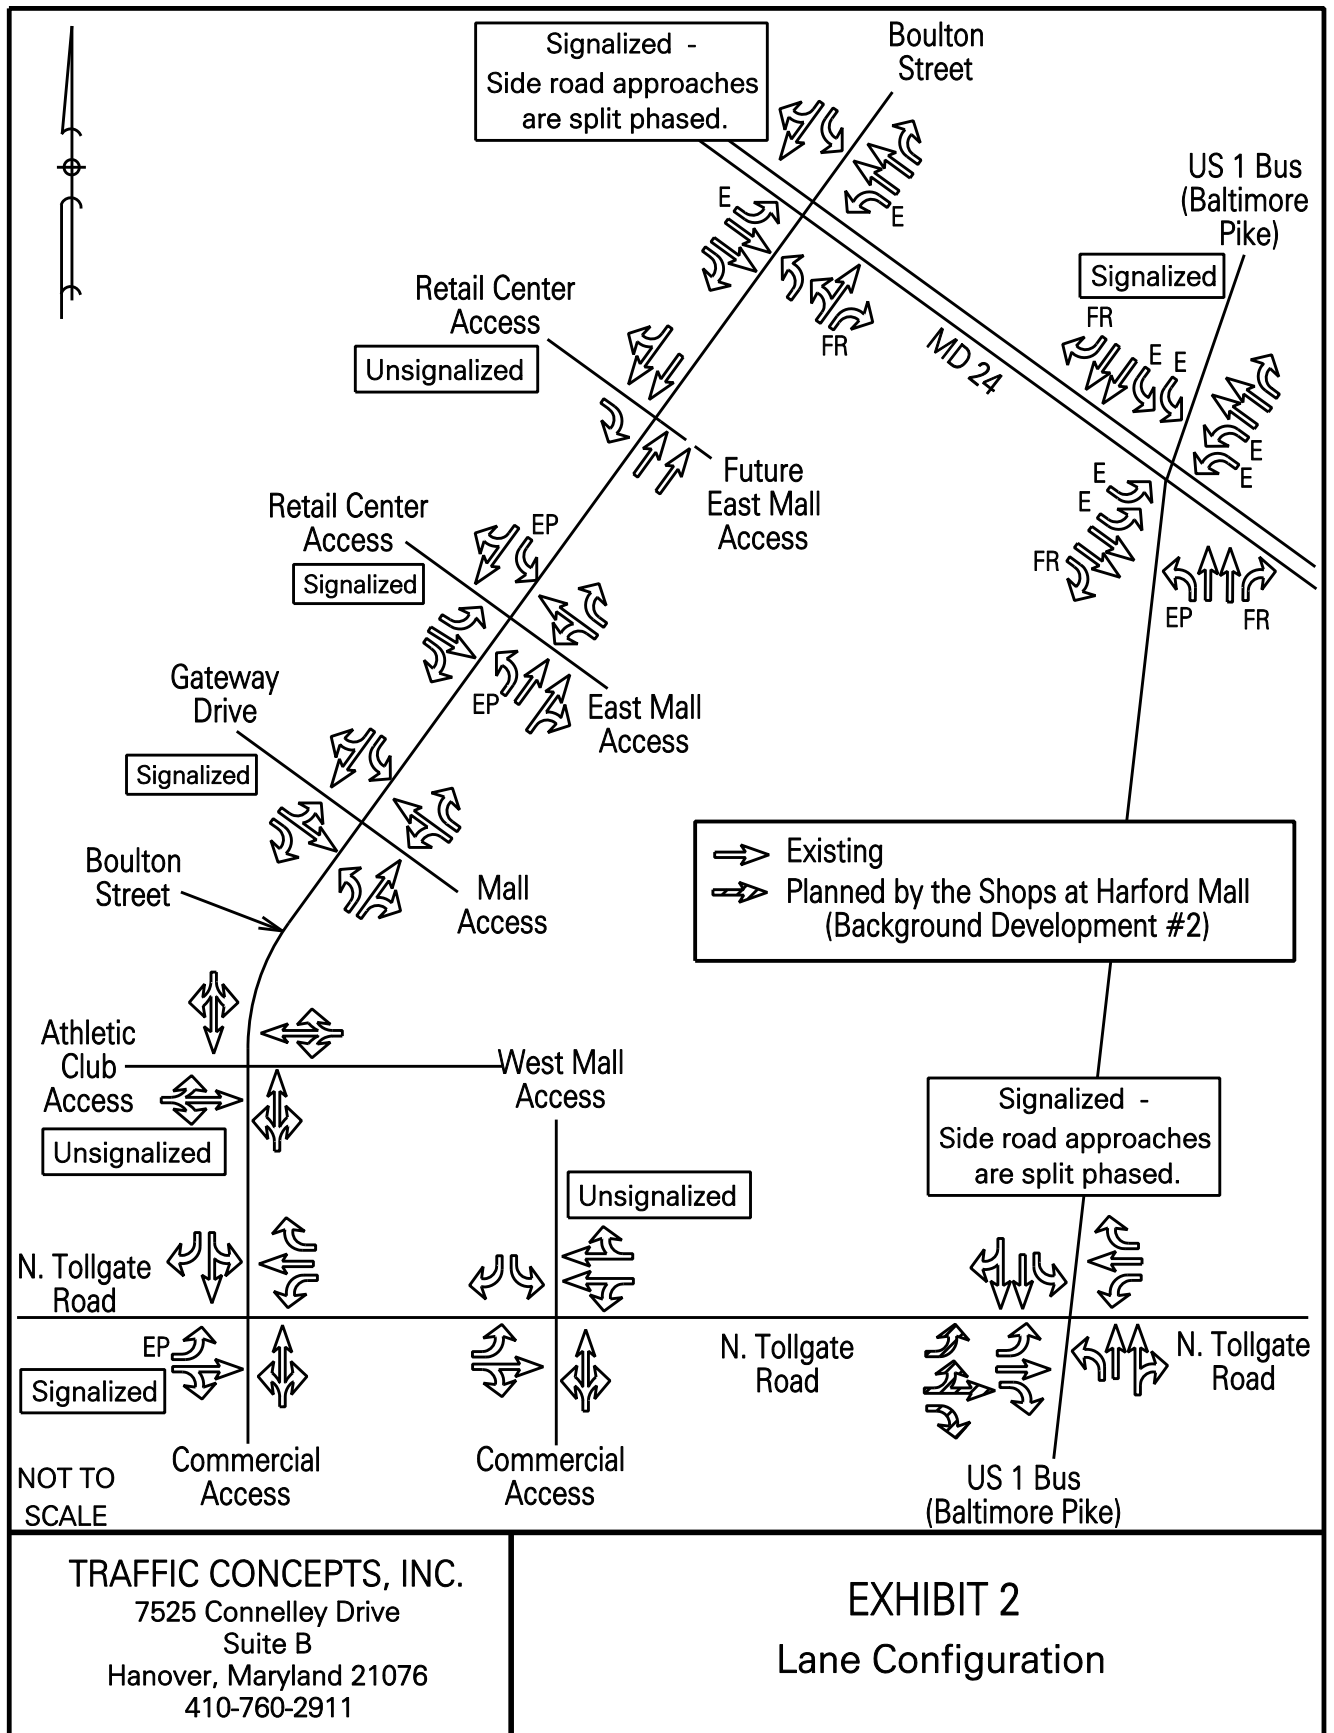 Signalized -
Side road approaches
are split phased.
Boulton
Street
US 1 Bus
(Baltimore
Pike)
E
E
Signalized
Retail Center
Access
Unsignalized
FR
MD 24
FR
E
E
E
E
E
E
FR
EP
FR
Future
East Mall
Access
Retail Center
Access
EP
Signalized
EP
East Mall
Access
Gateway
Drive
Signalized
Boulton
Street
Mall
Access
Existing
Planned by the Shops at Harford Mall
(Background Development #2)
Athletic
Club
Access
West Mall
Access
Unsignalized
Signalized -
Side road approaches
are split phased.
Unsignalized
N. Tollgate
Road
EP
Signalized
N. Tollgate
Road
N. Tollgate
Road
Commercial
Access
Commercial
Access
US 1 Bus
(Baltimore Pike)
NOT TO
SCALE
TRAFFIC CONCEPTS, INC.
7525 Connelley Drive
Suite B
Hanover, Maryland 21076
410-760-2911
EXHIBIT 2
Lane Configuration